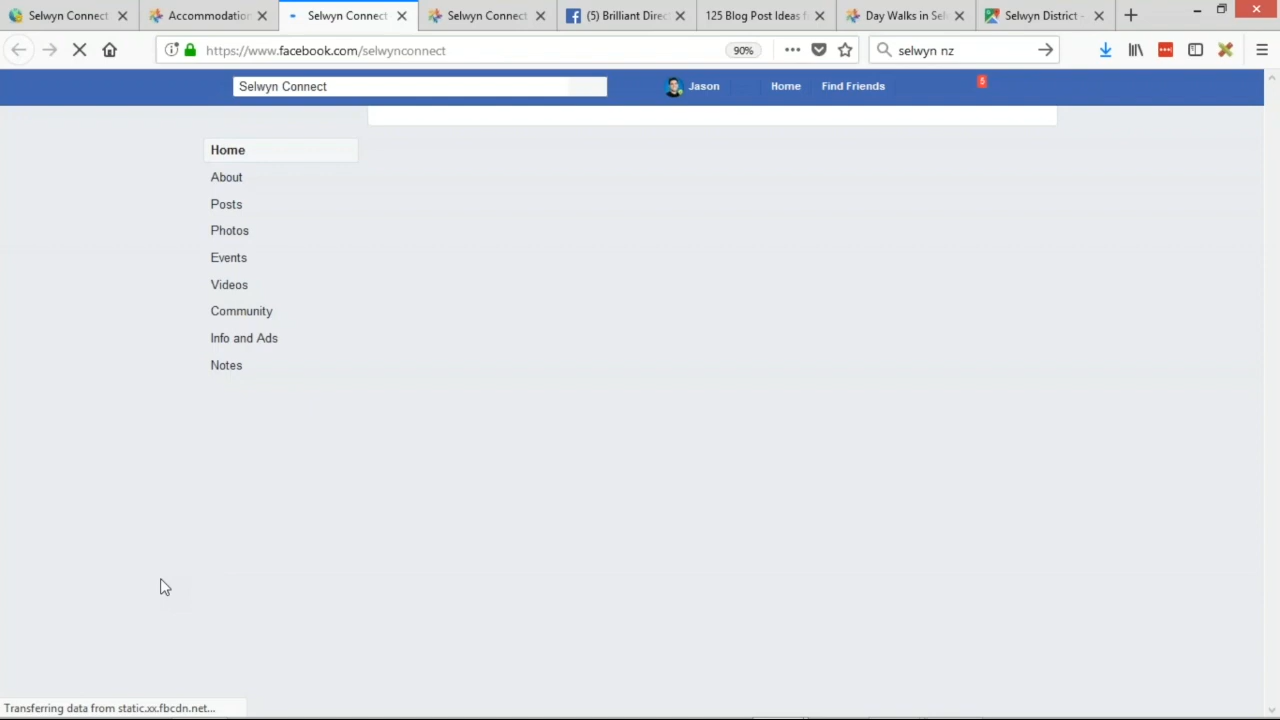 Selwyn Connect
Accommodation
Selwyn Connect
Selwyn Connect
(5) Brilliant Direc
125 Blog Post Ideas f
Day Walks in Sel
Selwyn District -
https://www.facebook.com/selwynconnect
90%
selwyn nz
Selwyn Connect
Jason
Home
Find Friends
5
Home
About
Posts
Photos
Events
Videos
Community
Info and Ads
Notes
Transferring data from static.xx.fbcdn.net...